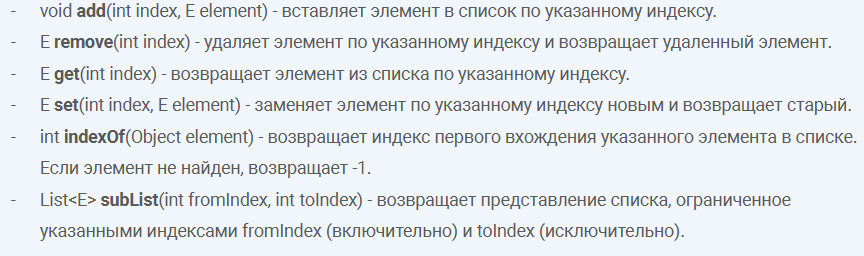 - void add(int index, E element) - вставляет элемент в список по указанному индексу.
- E remove(int index) - удаляет элемент по указанному индексу и возвращает удаленный элемент.
- E get(int index) - возвращает элемент из списка по указанному индексу.
- E set(int index, E element) - заменяет элемент по указанному индексу новым и возвращает старый.
- int indexOf(Object element) - возвращает индекс первого вхождения указанного элемента в списке.
Если элемент не найден, возвращает -1.
- List<E> subList(int fromIndex, int toIndex) - возвращает представление списка, ограниченное
указанными индексами fromIndex (включительно) и toIndex (исключительно).